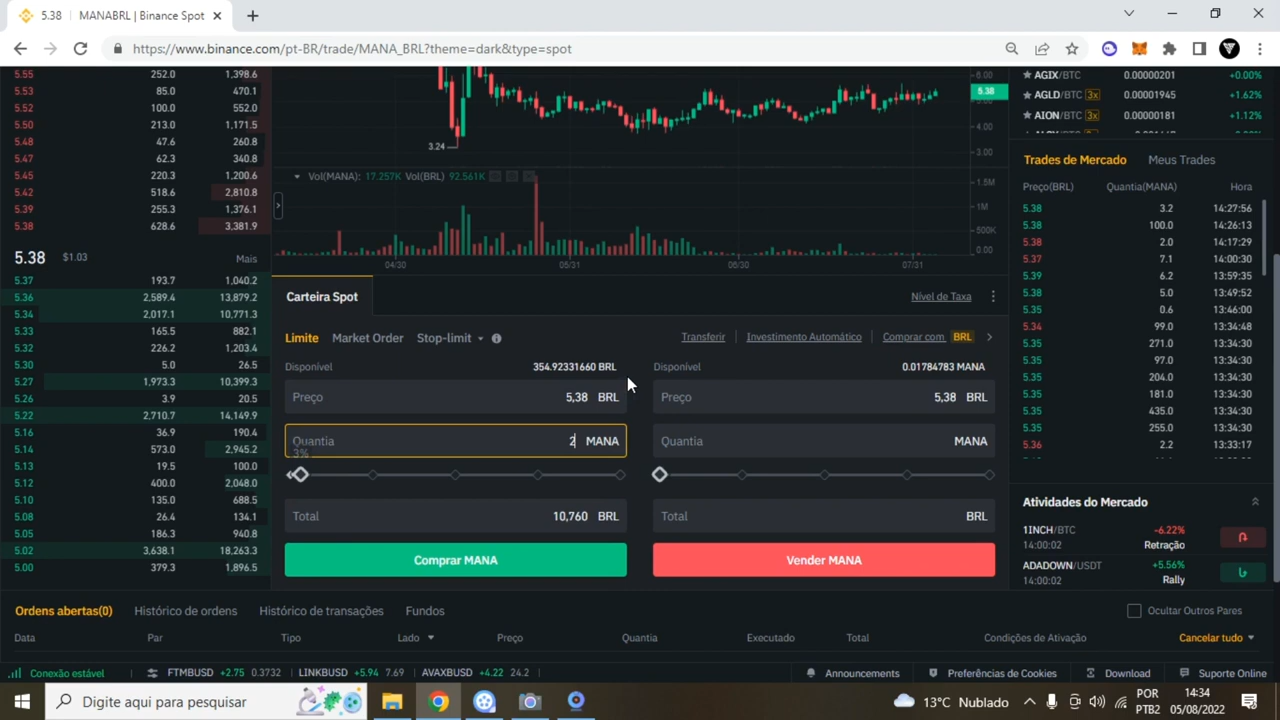 5.38 | MANABRL | Binance Spot
https://www.binance.com/pt-BR/trade/MANA_BRL?theme=dark&type=spot
5.55 252.0 1,398.6
5.53 85.0 470.1
5.52 100.0 552.0
5.50 213.0 1,171.5
5.48 47.6 260.8
5.47 62.3 340.8
5.45 220.3 1,200.6
5.42 518.6 2,810.8
5.39 255.3 1,376.1
5.38 628.6 3,381.9
5.38 $1.03 Mais
5.37 193.7 1,040.2
5.36 2,589.4 13,879.2
5.34 2,017.1 10,771.3
5.33 165.5 882.1
5.32 226.2 1,203.4
5.30 5.0 26.5
5.27 1,973.3 10,399.3
5.26 3.9 20.5
5.22 2,710.7 14,149.9
5.16 36.9 190.4
5.14 573.0 2,945.2
5.13 19.5 100.0
5.12 400.0 2,048.0
5.10 135.0 688.5
5.08 26.4 134.1
5.05 186.3 940.8
5.02 3,638.1 18,263.3
5.00 379.3 1,896.5
6.00
5.38
4.00
3.24
3.00
Vol(MANA): 17.257K Vol(BRL) 92.561K
1.5M
1M
500K
0.00
04/30 05/31 06/30 07/31
Carteira Spot Nível de Taxa
Limite Market Order Stop-limit Transferir Investimento Automático Comprar com BRL
Disponível 354.92331660 BRL
Preço 5,38 BRL
Quantia 2 MANA
3%
Total 10,760 BRL
Comprar MANA
Disponível 0.01784783 MANA
Preço 5,38 BRL
Quantia MANA
Total BRL
Vender MANA
AGIX/BTC 0.00000201 +0.00%
AGLD/BTC 3x 0.00001945 +1.62%
AION/BTC 3x 0.00000181 +1.12%
Trades de Mercado Meus Trades
Preço(BRL) Quantia(MANA) Hora
5.38 3.2 14:27:56
5.38 100.0 14:26:13
5.38 2.0 14:17:29
5.37 7.1 14:00:30
5.39 6.2 13:59:35
5.38 5.0 13:49:52
5.35 0.6 13:46:00
5.34 99.0 13:34:48
5.35 271.0 13:34:30
5.35 97.0 13:34:30
5.35 204.0 13:34:30
5.35 181.0 13:34:30
5.35 435.0 13:34:30
5.35 255.0 13:34:30
5.36 2.2 13:33:17
Atividades do Mercado
1INCH/BTC -6.22%
14:00:02 Retração
ADADOWN/USDT +5.56%
14:00:02 Rally
Ordens abertas(0) Histórico de ordens Histórico de transações Fundos Ocultar Outros Pares
Data Par Tipo Lado Preço Quantia Executado Total Condições de Ativação Cancelar tudo
Conexão estável FTMBUSD +2.75 0.3732 LINKBUSD +5.94 7.69 AVAXBUSD +4.22 24.2 Announcements Preferências de Cookies Download Suporte Online
Digite aqui para pesquisar 13°C Nublado POR 14:34
PTB2 05/08/2022